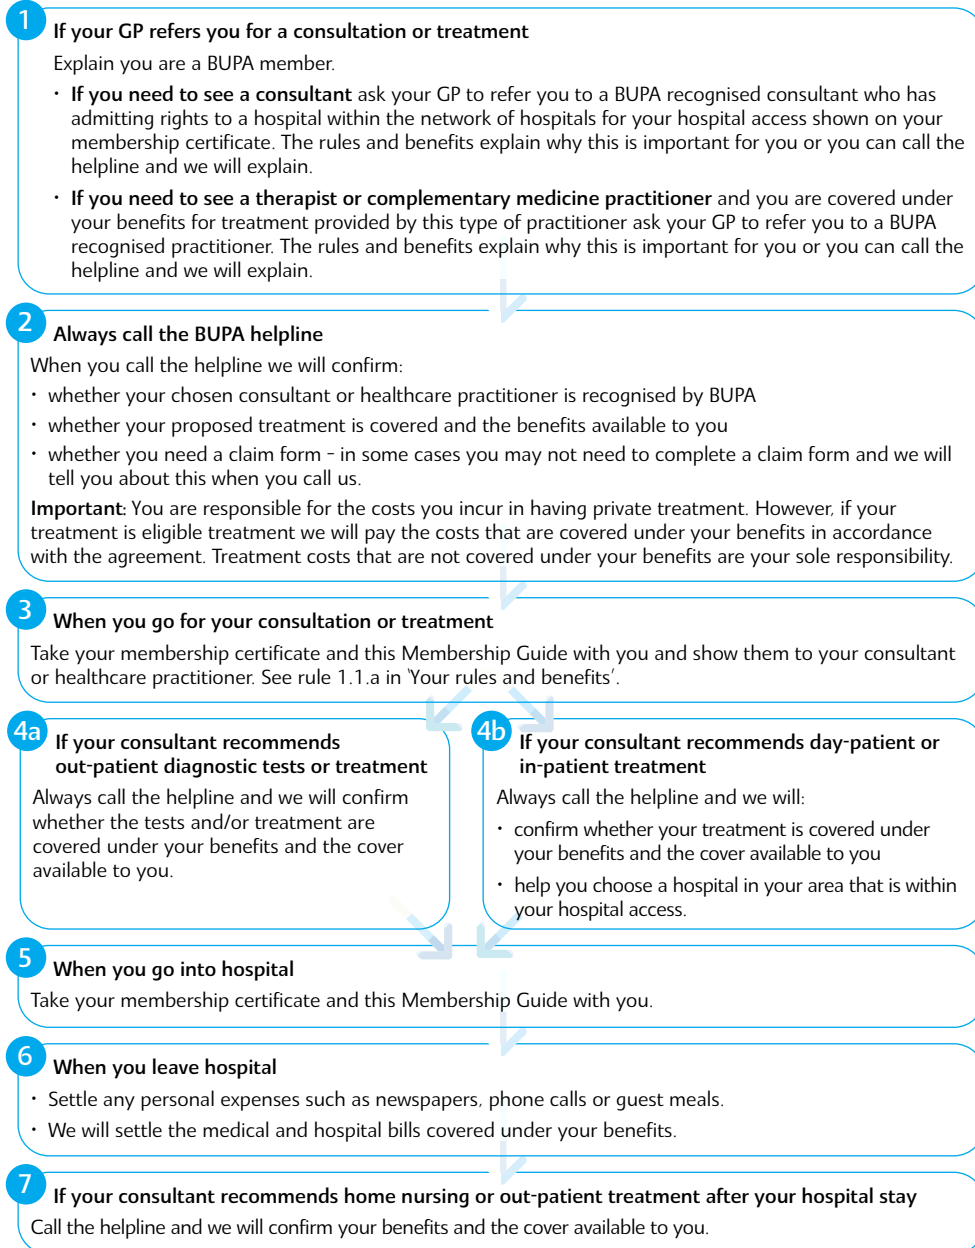 1
If your GP refers you for a consultation or treatment
Explain you are a BUPA member.
• If you need to see a consultant ask your GP to refer you to a BUPA recognised consultant who has
admitting rights to a hospital within the network of hospitals for your hospital access shown on your
membership certificate. The rules and benefits explain why this is important for you or you can call the
helpline and we will explain.
• If you need to see a therapist or complementary medicine practitioner and you are covered under
your benefits for treatment provided by this type of practitioner ask your GP to refer you to a BUPA
recognised practitioner. The rules and benefits explain why this is important for you or you can call the
helpline and we will explain.
2
Always call the BUPA helpline
When you call the helpline we will confirm:
• whether your chosen consultant or healthcare practitioner is recognised by BUPA
• whether your proposed treatment is covered and the benefits available to you
• whether you need a claim form – in some cases you may not need to complete a claim form and we will
tell you about this when you call us.
Important: You are responsible for the costs you incur in having private treatment. However, if your
treatment is eligible treatment we will pay the costs that are covered under your benefits in accordance
with the agreement. Treatment costs that are not covered under your benefits are your sole responsibility.
3
When you go for your consultation or treatment
Take your membership certificate and this Membership Guide with you and show them to your consultant
or healthcare practitioner. See rule 1.1.a in ‘Your rules and benefits’.
4a
If your consultant recommends
out-patient diagnostic tests or treatment
Always call the helpline and we will confirm
whether the tests and/or treatment are
covered under your benefits and the cover
available to you.
4b
If your consultant recommends day-patient or
in-patient treatment
Always call the helpline and we will:
• confirm whether your treatment is covered under
your benefits and the cover available to you
• help you choose a hospital in your area that is within
your hospital access.
5
When you go into hospital
Take your membership certificate and this Membership Guide with you.
6
When you leave hospital
• Settle any personal expenses such as newspapers, phone calls or guest meals.
• We will settle the medical and hospital bills covered under your benefits.
7
If your consultant recommends home nursing or out-patient treatment after your hospital stay
Call the helpline and we will confirm your benefits and the cover available to you.